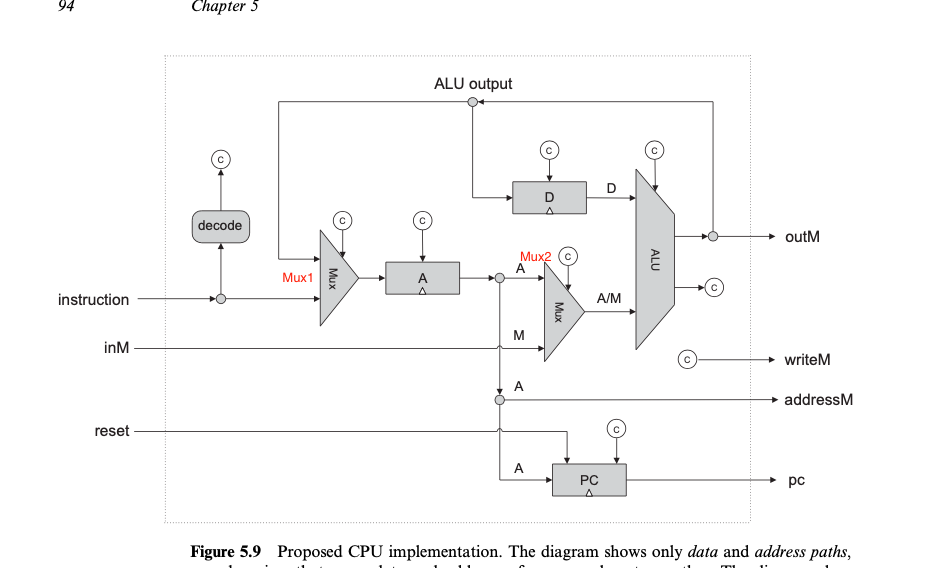 94 Chapter 5
ALU output
C
C
C
D
D
decode
C
C
Mux
Mux1
A
Mux2
A
C
Mux
A/M
ALU
outM
C
instruction
inM
M
C
writeM
A
addressM
reset
C
A
PC
pc
Figure 5.9 Proposed CPU implementation. The diagram shows only data and address paths,